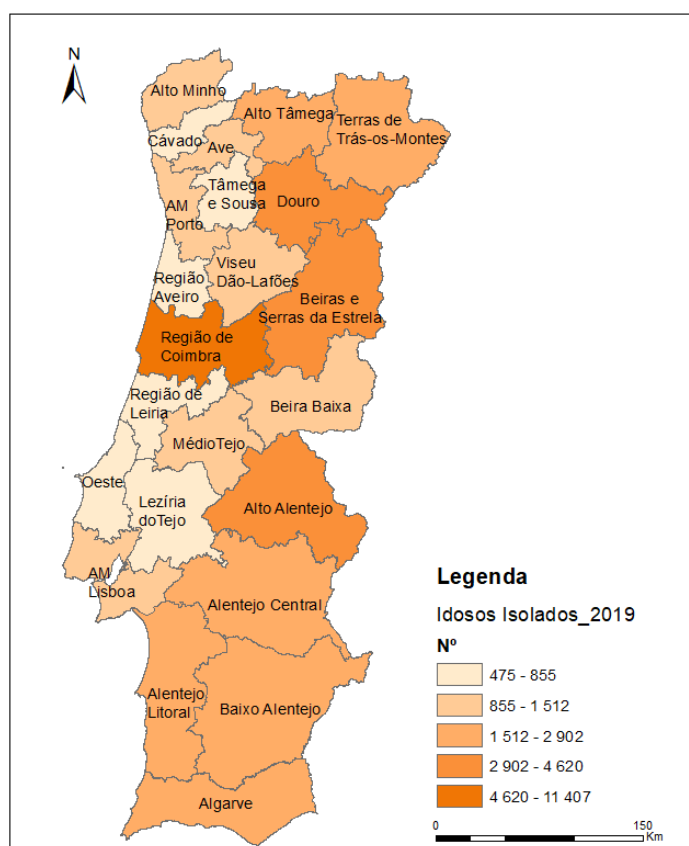 N
Alto Minho
Alto Tâmega
Terras de
Trás-os-Montes
Cávado
Ave
Tâmega
e Sousa
Douro
AM
Porto
Viseu
Dão-Lafões
Região
Aveiro
Beiras e
Serras da Estrela
Região de
Coimbra
Região de
Leiria
Beira Baixa
MédioTejo
Oeste
Lezíria
doTejo
Alto Alentejo
AM
Lisboa
Alentejo Central
Alentejo
Litoral
Baixo Alentejo
Algarve
Legenda
Idosos Isolados_2019
Nº
475 - 855
855 - 1 512
1 512 - 2 902
2 902 - 4 620
4 620 - 11 407
0 150
Km